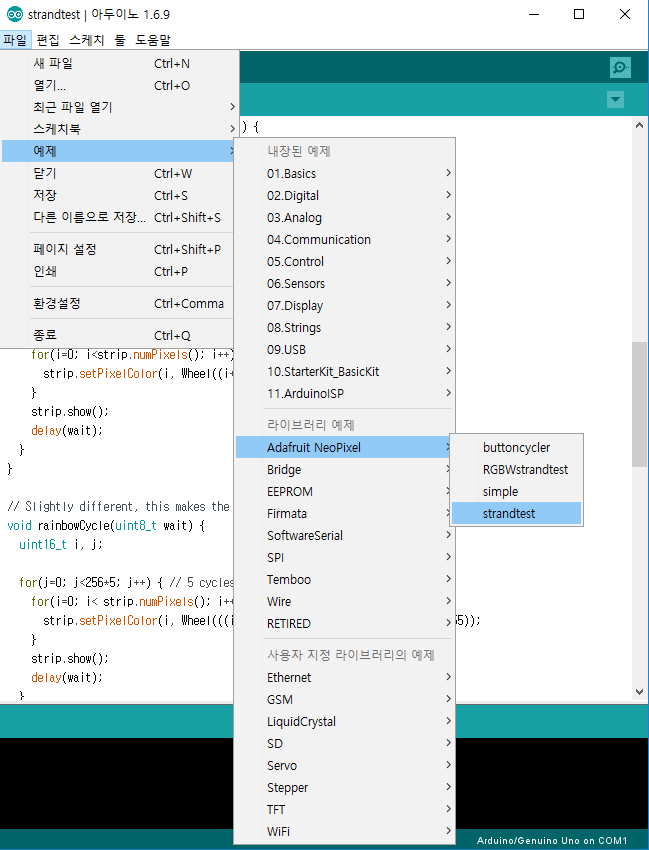 strandtest | 아두이노 1.6.9
파일 편집 스케치 툴 도움말
새 파일 Ctrl+N
열기... Ctrl+O
최근 파일 열기
스케치북
예제
닫기 Ctrl+W
저장 Ctrl+S
다른 이름으로 저장... Ctrl+Shift+S
페이지 설정 Ctrl+Shift+P
인쇄 Ctrl+P
환경설정 Ctrl+Comma
종료 Ctrl+Q
내장된 예제
01.Basics
02.Digital
03.Analog
04.Communication
05.Control
06.Sensors
07.Display
08.Strings
09.USB
10.StarterKit_BasicKit
11.ArduinoISP
라이브러리 예제
Adafruit NeoPixel
Bridge
EEPROM
Firmata
SoftwareSerial
SPI
Temboo
Wire
RETIRED
사용자 지정 라이브러리의 예제
Ethernet
GSM
LiquidCrystal
SD
Servo
Stepper
TFT
WiFi
buttoncycler
RGBWstrandtest
simple
strandtest
) {
for(i=0; i<strip.numPixels(); i++)
strip.setPixelColor(i, Wheel((i+
}
strip.show();
delay(wait);
}
}
// Slightly different, this makes the
void rainbowCycle(uint8_t wait) {
uint16_t i, j;
for(j=0; j<256*5; j++) { // 5 cycles
for(i=0; i< strip.numPixels(); i++
strip.setPixelColor(i, Wheel(((i 55));
}
strip.show();
delay(wait);
}
Arduino/Genuino Uno on COM1